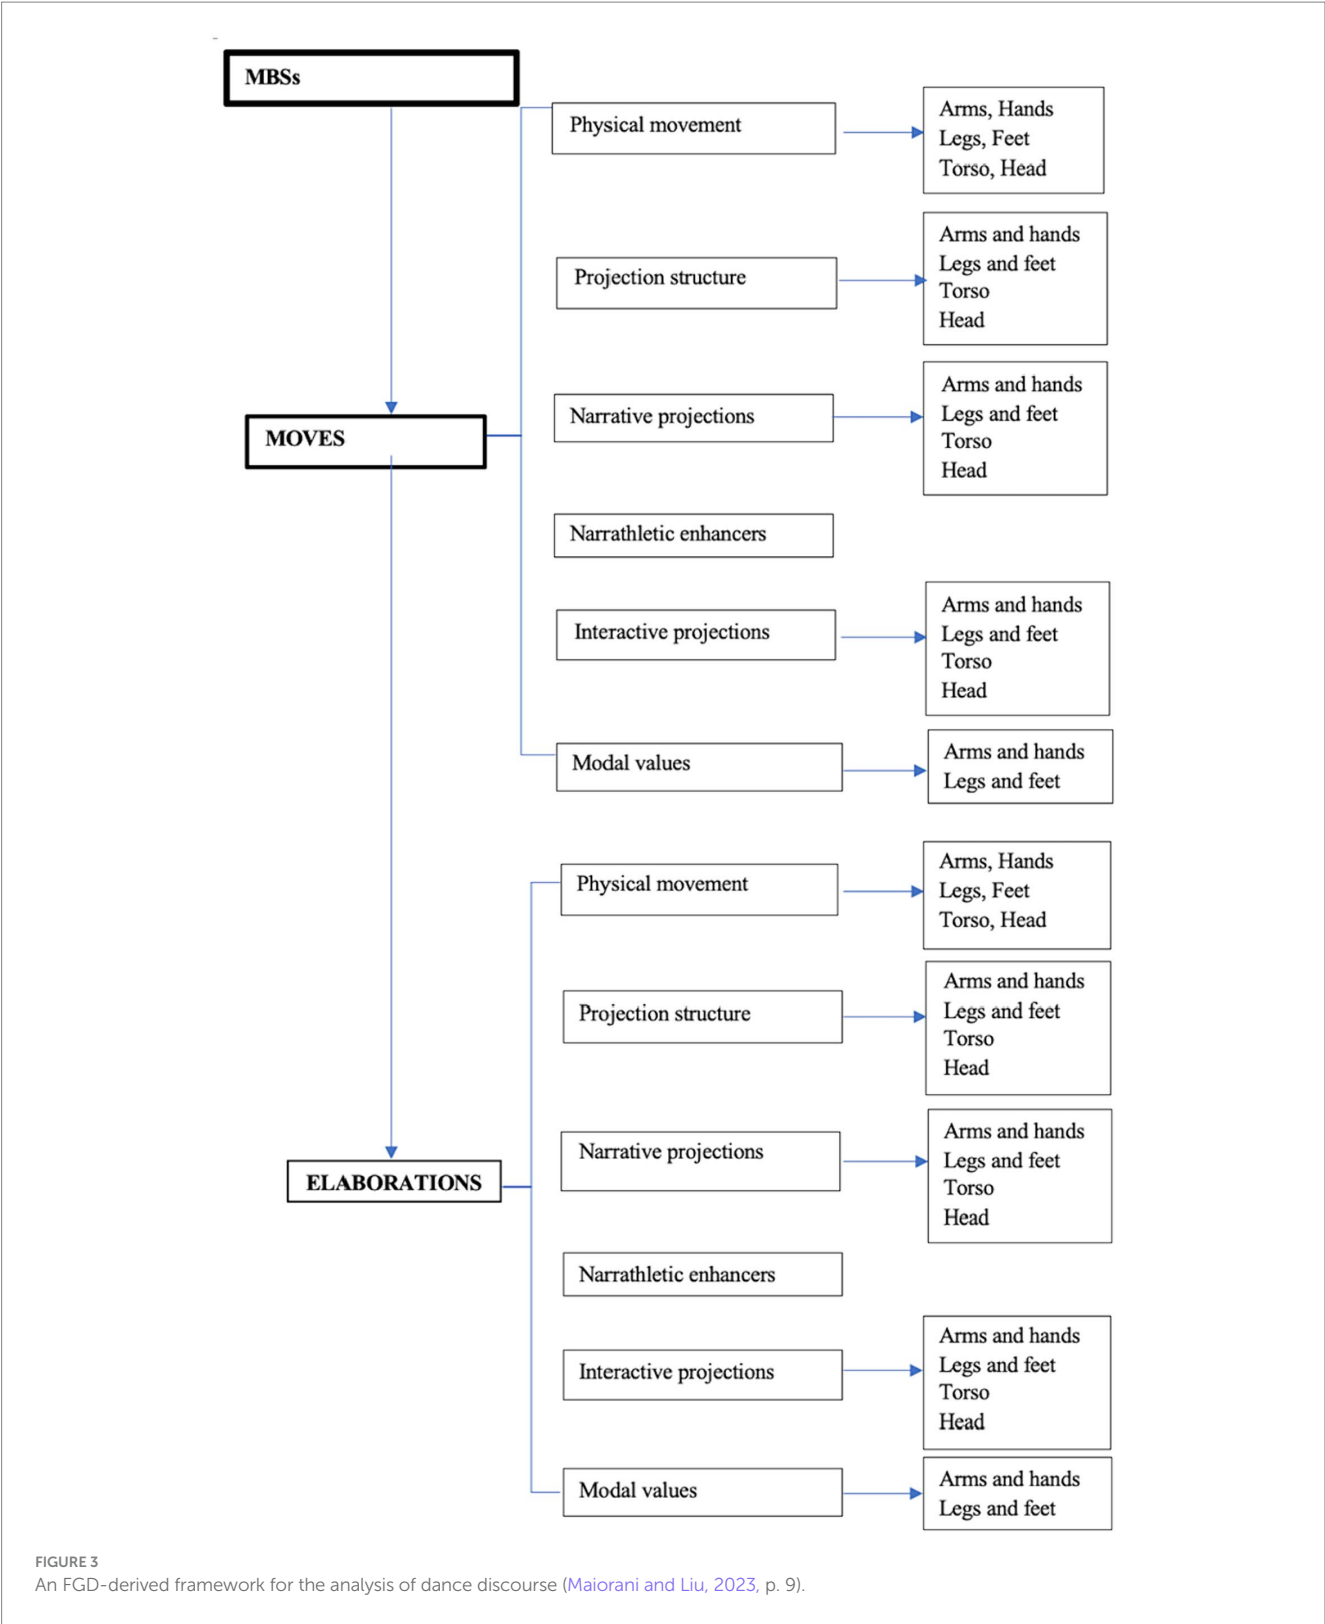 MBSs
Physical movement
Arms, Hands
Legs, Feet
Torso, Head
Projection structure
Arms and hands
Legs and feet
Torso
Head
MOVES
Narrative projections
Arms and hands
Legs and feet
Torso
Head
Narrathletic enhancers
Interactive projections
Arms and hands
Legs and feet
Torso
Head
Modal values
Arms and hands
Legs and feet
Physical movement
Arms, Hands
Legs, Feet
Torso, Head
Projection structure
Arms and hands
Legs and feet
Torso
Head
ELABORATIONS
Narrative projections
Arms and hands
Legs and feet
Torso
Head
Narrathletic enhancers
Interactive projections
Arms and hands
Legs and feet
Torso
Head
Modal values
Arms and hands
Legs and feet
FIGURE 3
An FGD-derived framework for the analysis of dance discourse (Maiorani and Liu, 2023, p. 9).